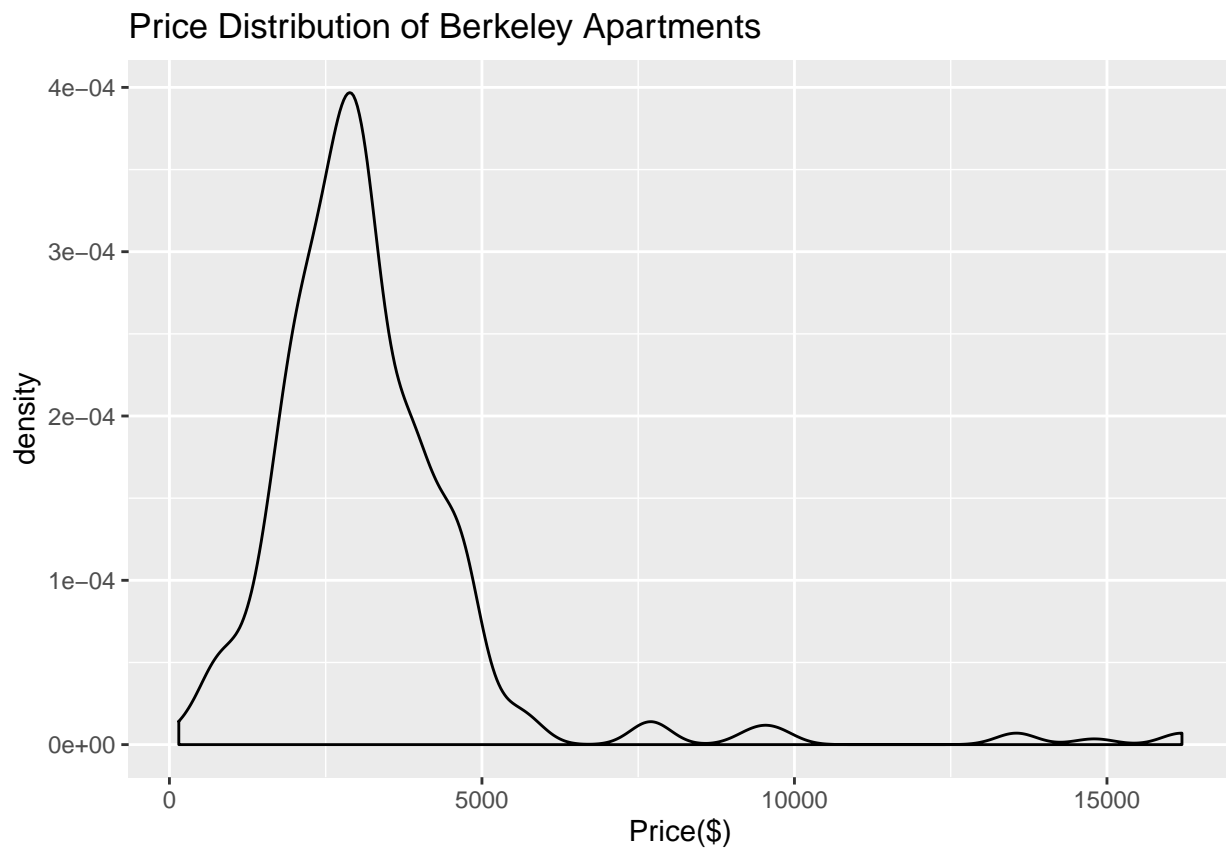 Price Distribution of Berkeley Apartments
4e−04
3e−04
2e−04
1e−04
0e+00
density
0
5000
10000
15000
Price($)